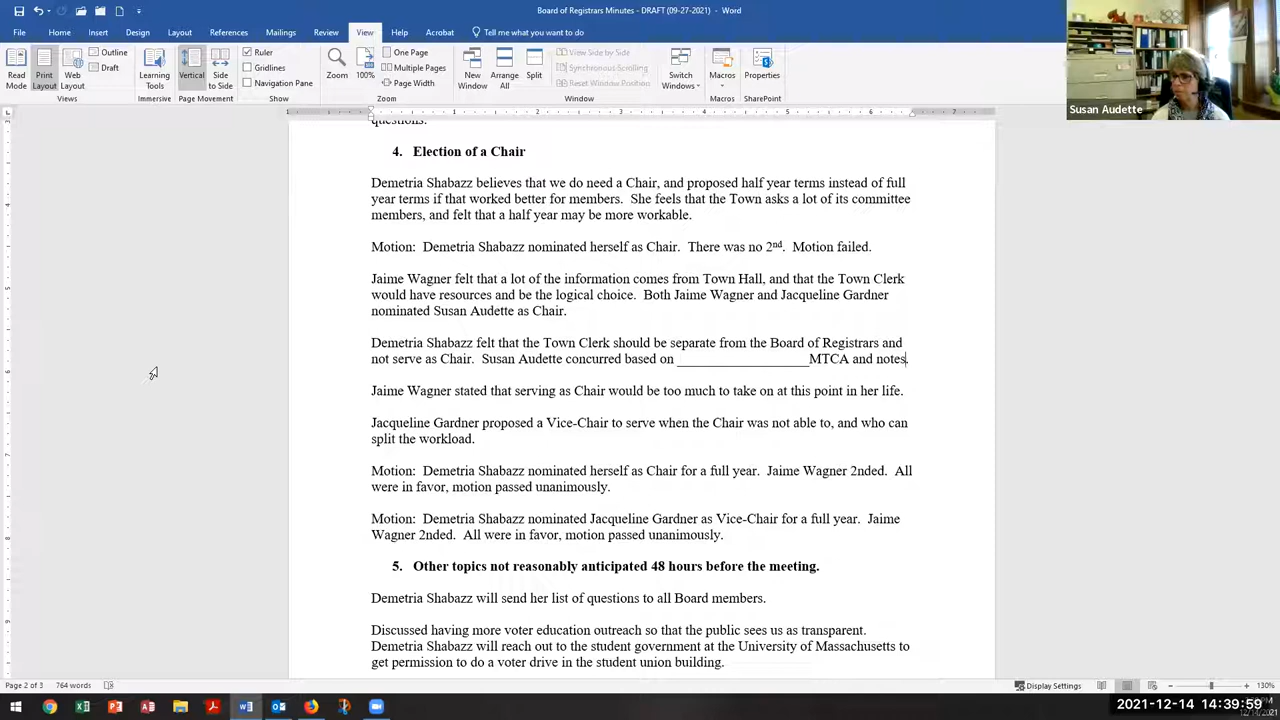 Board of Registrars Minutes - DRAFT (09-27-2021) - Word
File Home Insert Draw Design Layout References Mailings Review View Help Acrobat Tell me what you want to do
Read Mode
Print Layout
Web Layout
Outline
Draft
Views
Learning Tools
Immersive
Vertical
Side to Side
Page Movement
Ruler
Gridlines
Navigation Pane
Show
Zoom
100%
One Page
Multiple Pages
Page Width
Zoom
New Window
Arrange All
Split
View Side by Side
Synchronous Scrolling
Reset Window Position
Switch Windows
Window
Macros
Macros
Properties
SharePoint
Susan Audette
questions.
4. Election of a Chair
Demetria Shabazz believes that we do need a Chair, and proposed half year terms instead of full
year terms if that worked better for members. She feels that the Town asks a lot of its committee
members, and felt that a half year may be more workable.
Motion: Demetria Shabazz nominated herself as Chair. There was no 2nd. Motion failed.
Jaime Wagner felt that a lot of the information comes from Town Hall, and that the Town Clerk
would have resources and be the logical choice. Both Jaime Wagner and Jacqueline Gardner
nominated Susan Audette as Chair.
Demetria Shabazz felt that the Town Clerk should be separate from the Board of Registrars and
not serve as Chair. Susan Audette concurred based on ___________________MTCA and notes.
Jaime Wagner stated that serving as Chair would be too much to take on at this point in her life.
Jacqueline Gardner proposed a Vice-Chair to serve when the Chair was not able to, and who can
split the workload.
Motion: Demetria Shabazz nominated herself as Chair for a full year. Jaime Wagner 2nded. All
were in favor, motion passed unanimously.
Motion: Demetria Shabazz nominated Jacqueline Gardner as Vice-Chair for a full year. Jaime
Wagner 2nded. All were in favor, motion passed unanimously.
5. Other topics not reasonably anticipated 48 hours before the meeting.
Demetria Shabazz will send her list of questions to all Board members.
Discussed having more voter education outreach so that the public sees us as transparent.
Demetria Shabazz will reach out to the student government at the University of Massachusetts to
get permission to do a voter drive in the student union building.
Page 2 of 3 764 words Display Settings 130%
2021-12-14 14:39:59